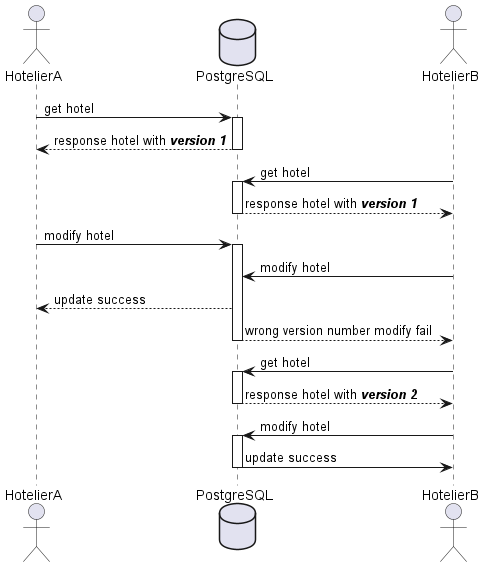 HotelierA
PostgreSQL
HotelierB
get hotel
response hotel with version 1
get hotel
response hotel with version 1
modify hotel
modify hotel
update success
wrong version number modify fail
get hotel
response hotel with version 2
modify hotel
update success
HotelierA
PostgreSQL
HotelierB